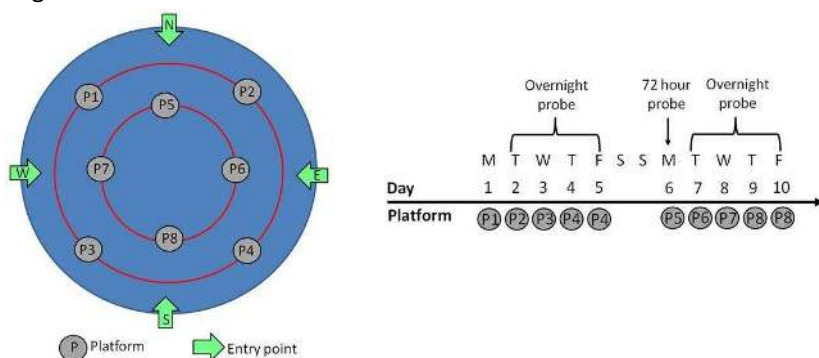 N
P1
P2
P5
W
P7
P6
E
P8
P3
P4
S
P Platform
Entry point
Overnight probe
72 hour probe
Overnight probe
M T W T F S S M T W T F
Day 1 2 3 4 5 6 7 8 9 10
Platform P1 P2 P3 P4 P4 P5 P6 P7 P8 P8